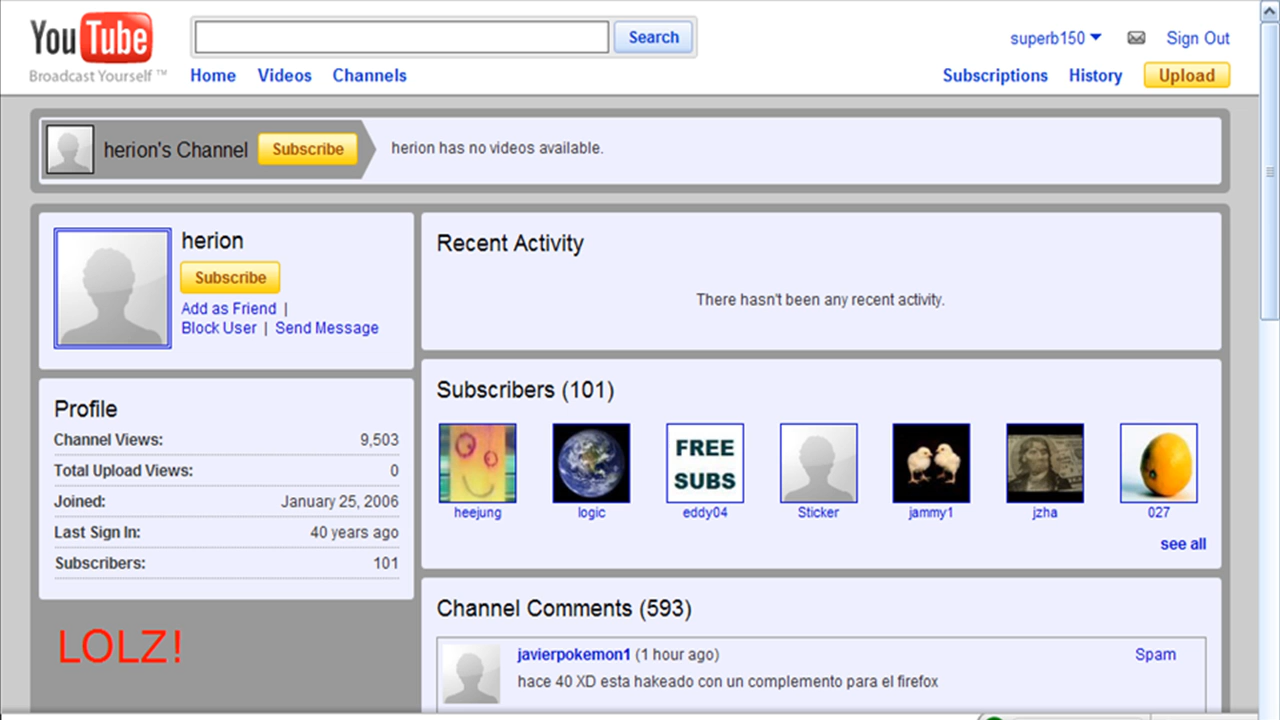 YouTube
Search
superb150
Sign Out
Broadcast Yourself ™
Home
Videos
Channels
Subscriptions
History
Upload
herion's Channel
Subscribe
herion has no videos available.
herion
Subscribe
Add as Friend |
Block User | Send Message
Profile
Channel Views: 9,503
Total Upload Views: 0
Joined: January 25, 2006
Last Sign In: 40 years ago
Subscribers: 101
LOLZ!
Recent Activity
There hasn't been any recent activity.
Subscribers (101)
FREE
SUBS
heejung
logic
eddy04
Sticker
jammy1
jzha
027
see all
Channel Comments (593)
javierpokemon1 (1 hour ago)
Spam
hace 40 XD esta hakeado con un complemento para el firefox